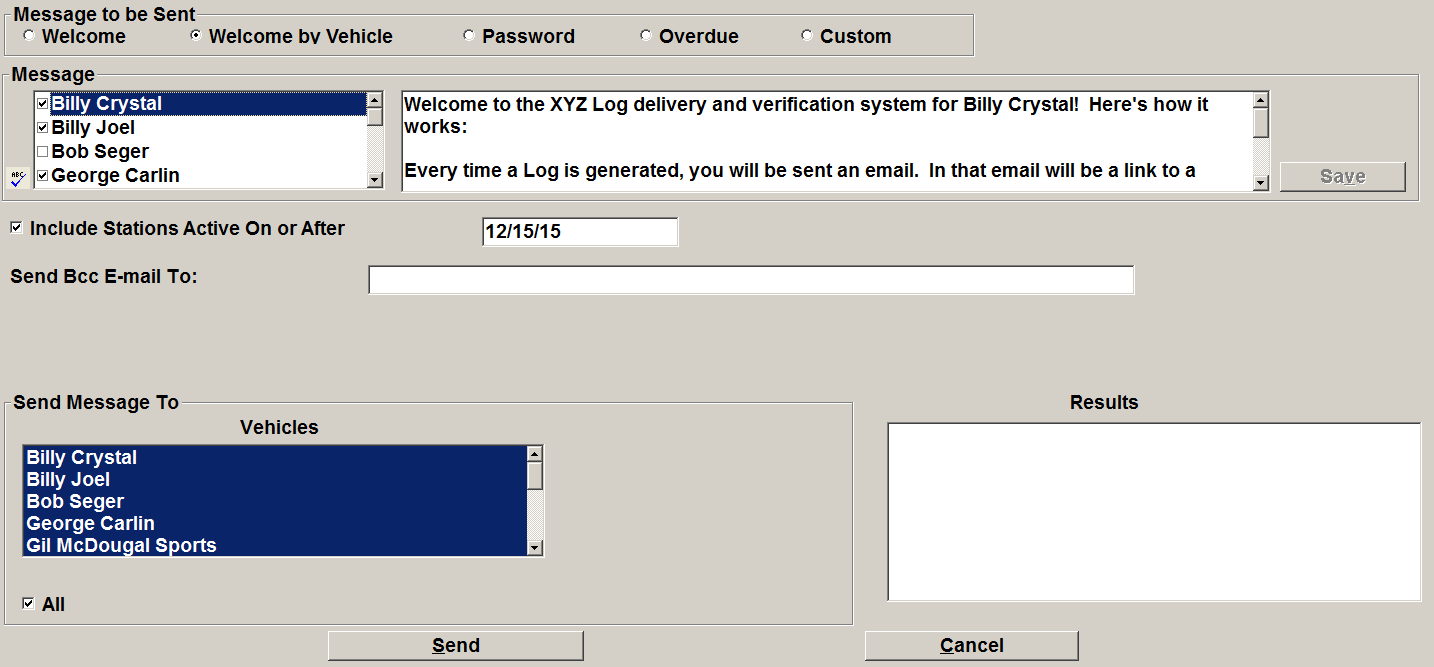 Message to be Sent
Welcome Welcome by Vehicle Password Overdue Custom
Message
Billy Crystal
Billy Joel
Bob Seger
George Carlin
ABC
Welcome to the XYZ Log delivery and verification system for Billy Crystal!  Here's how it
works:
Every time a Log is generated, you will be sent an email.  In that email will be a link to a
Save
Include Stations Active On or After 12/15/15
Send Bcc E-mail To:
Send Message To
Vehicles
Billy Crystal
Billy Joel
Bob Seger
George Carlin
Gil McDougal Sports
All
Results
Send Cancel